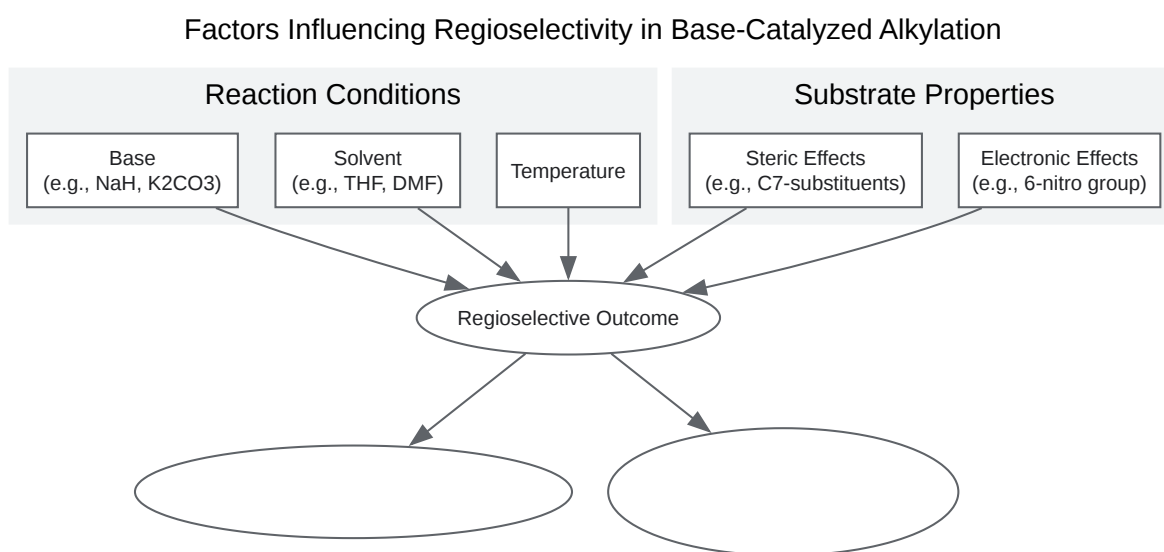 Factors Influencing Regioselectivity in Base-Catalyzed Alkylation
Reaction Conditions
Substrate Properties
Base
(e.g., NaH, K2CO3)
Solvent
(e.g., THF, DMF)
Temperature
Steric Effects
(e.g., C7-substituents)
Electronic Effects
(e.g., 6-nitro group)
Regioselective Outcome